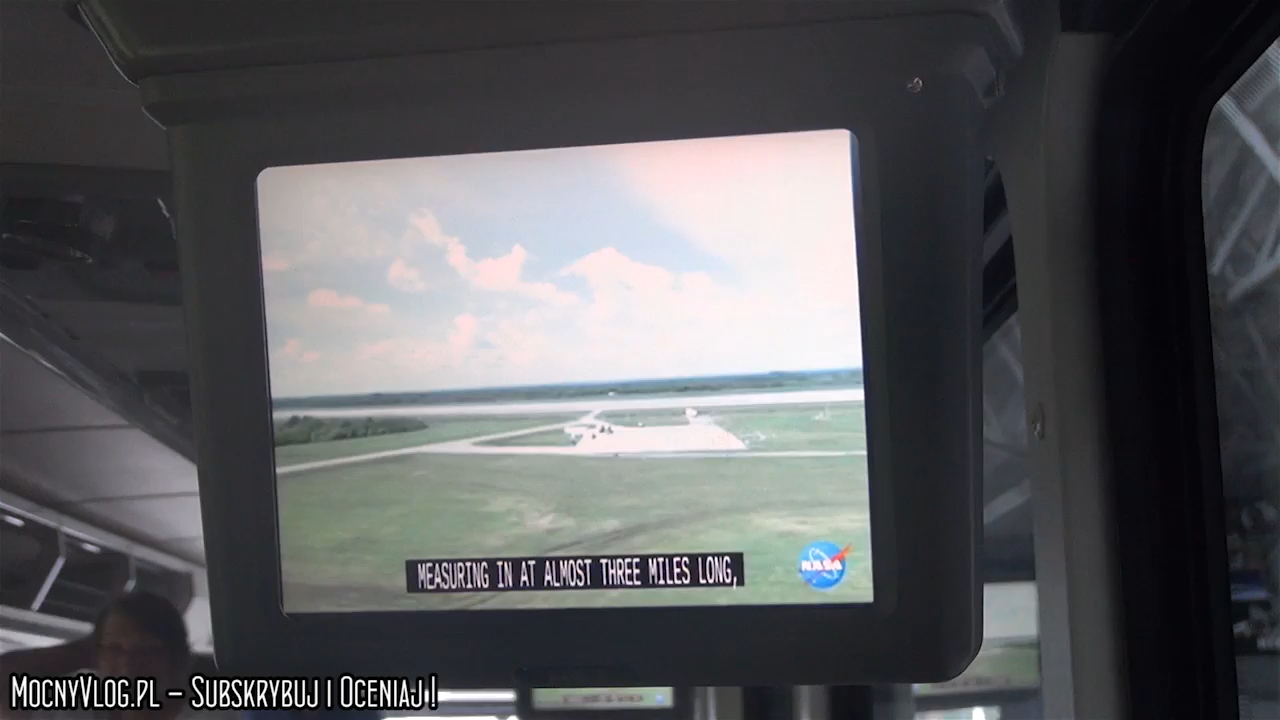 MEASURING IN AT ALMOST THREE MILES LONG,
NASA
MOCNYVLOG.PL – SUBSKRYBUJ I OCENIAJ !